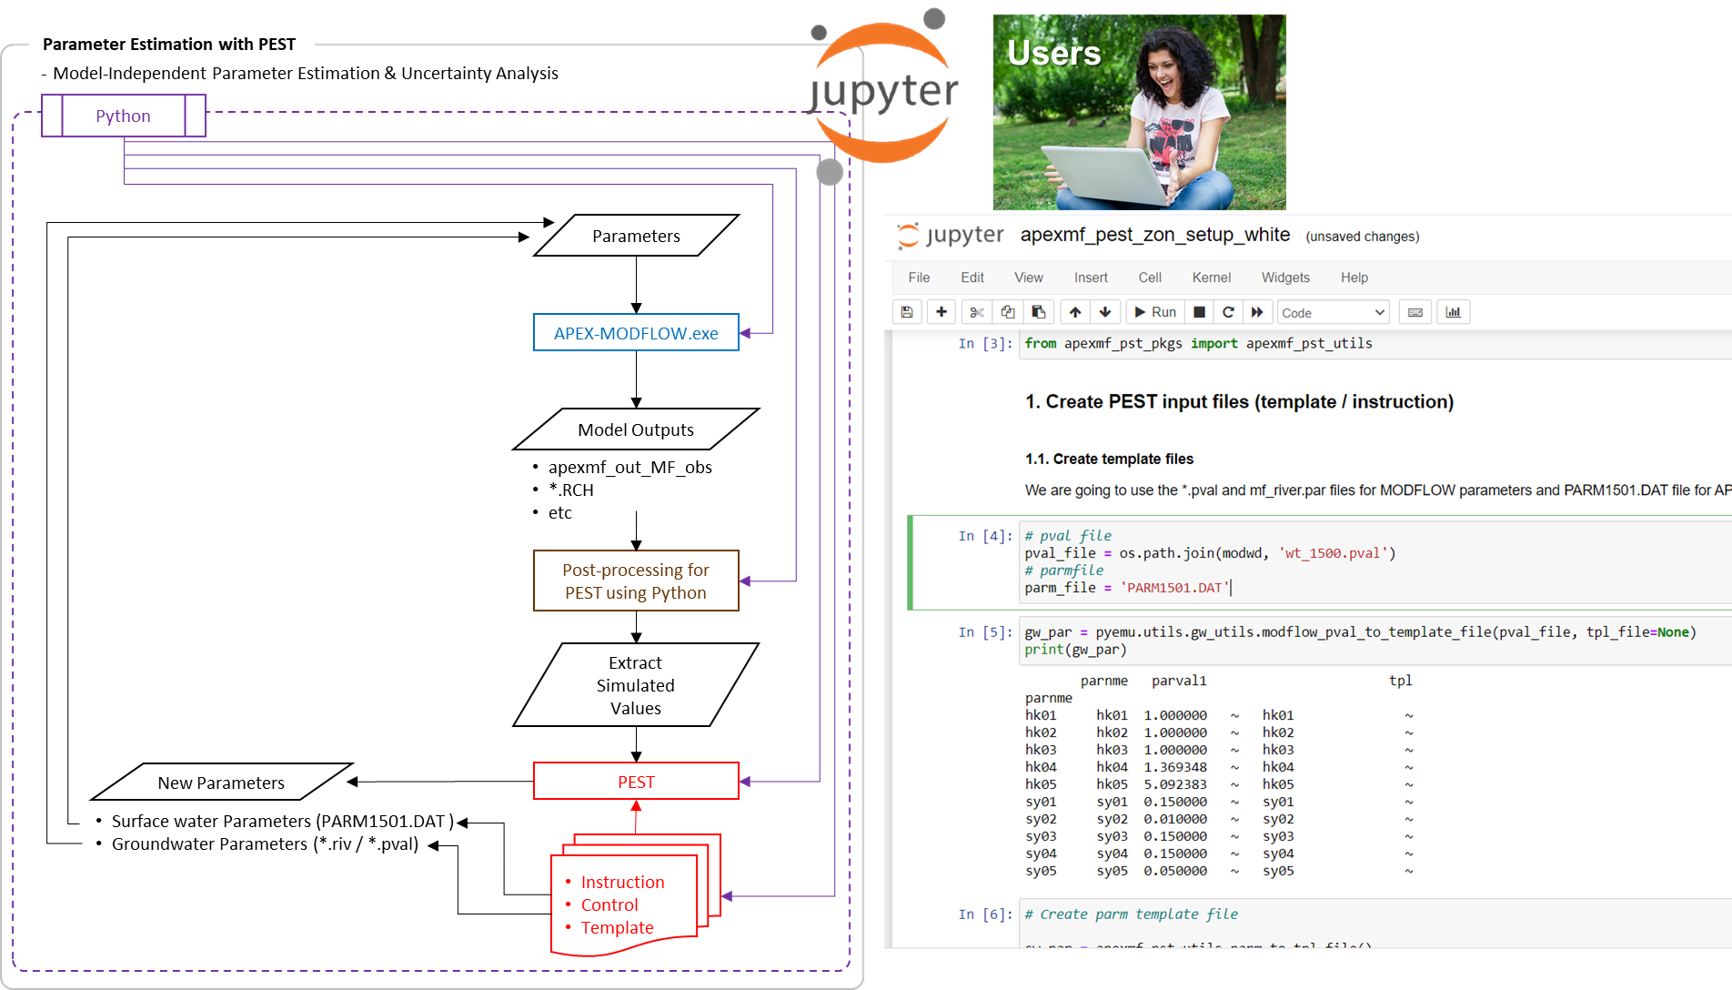 Parameter Estimation with PEST
- Model-Independent Parameter Estimation & Uncertainty Analysis
Python
Parameters
APEX-MODFLOW.exe
Model Outputs
• apexmf_out_MF_obs
• *.RCH
• etc
Post-processing for
PEST using Python
Extract
Simulated
Values
PEST
New Parameters
• Surface water Parameters (PARM1501.DAT )
• Groundwater Parameters (*.riv / *.pval)
• Instruction
• Control
• Template
jupyter
Users
jupyter apexmf_pest_zon_setup_white (unsaved changes)
File Edit View Insert Cell Kernel Widgets Help
Run Code
In [3]: from apexmf_pst_pkgs import apexmf_pst_utils
1. Create PEST input files (template / instruction)
1.1. Create template files
We are going to use the *.pval and mf_river.par files for MODFLOW parameters and PARM1501.DAT file for AP
In [4]: # pval file
pval_file = os.path.join(modwd, 'wt_1500.pval')
# parmfile
parm_file = 'PARM1501.DAT'
In [5]: gw_par = pyemu.utils.gw_utils.modflow_pval_to_template_file(pval_file, tpl_file=None)
print(gw_par)
parnme parval1 tpl
parnme
hk01 hk01 1.000000 ~ hk01 ~
hk02 hk02 1.000000 ~ hk02 ~
hk03 hk03 1.000000 ~ hk03 ~
hk04 hk04 1.369348 ~ hk04 ~
hk05 hk05 5.092383 ~ hk05 ~
sy01 sy01 0.150000 ~ sy01 ~
sy02 sy02 0.010000 ~ sy02 ~
sy03 sy03 0.150000 ~ sy03 ~
sy04 sy04 0.150000 ~ sy04 ~
sy05 sy05 0.050000 ~ sy05 ~
In [6]: # Create parm template file